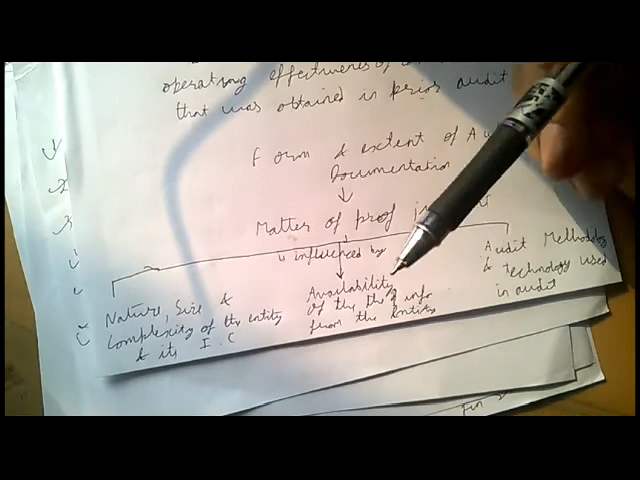 operating effectiveness of
that was obtained in prior audit
Form & extent of
Documentation
Matter of prof
is influenced by
Nature, Size &
Complexity of the entity
& its I.C
Availability
of the info
from the Entity
Audit Methodology
& technology used
in audit